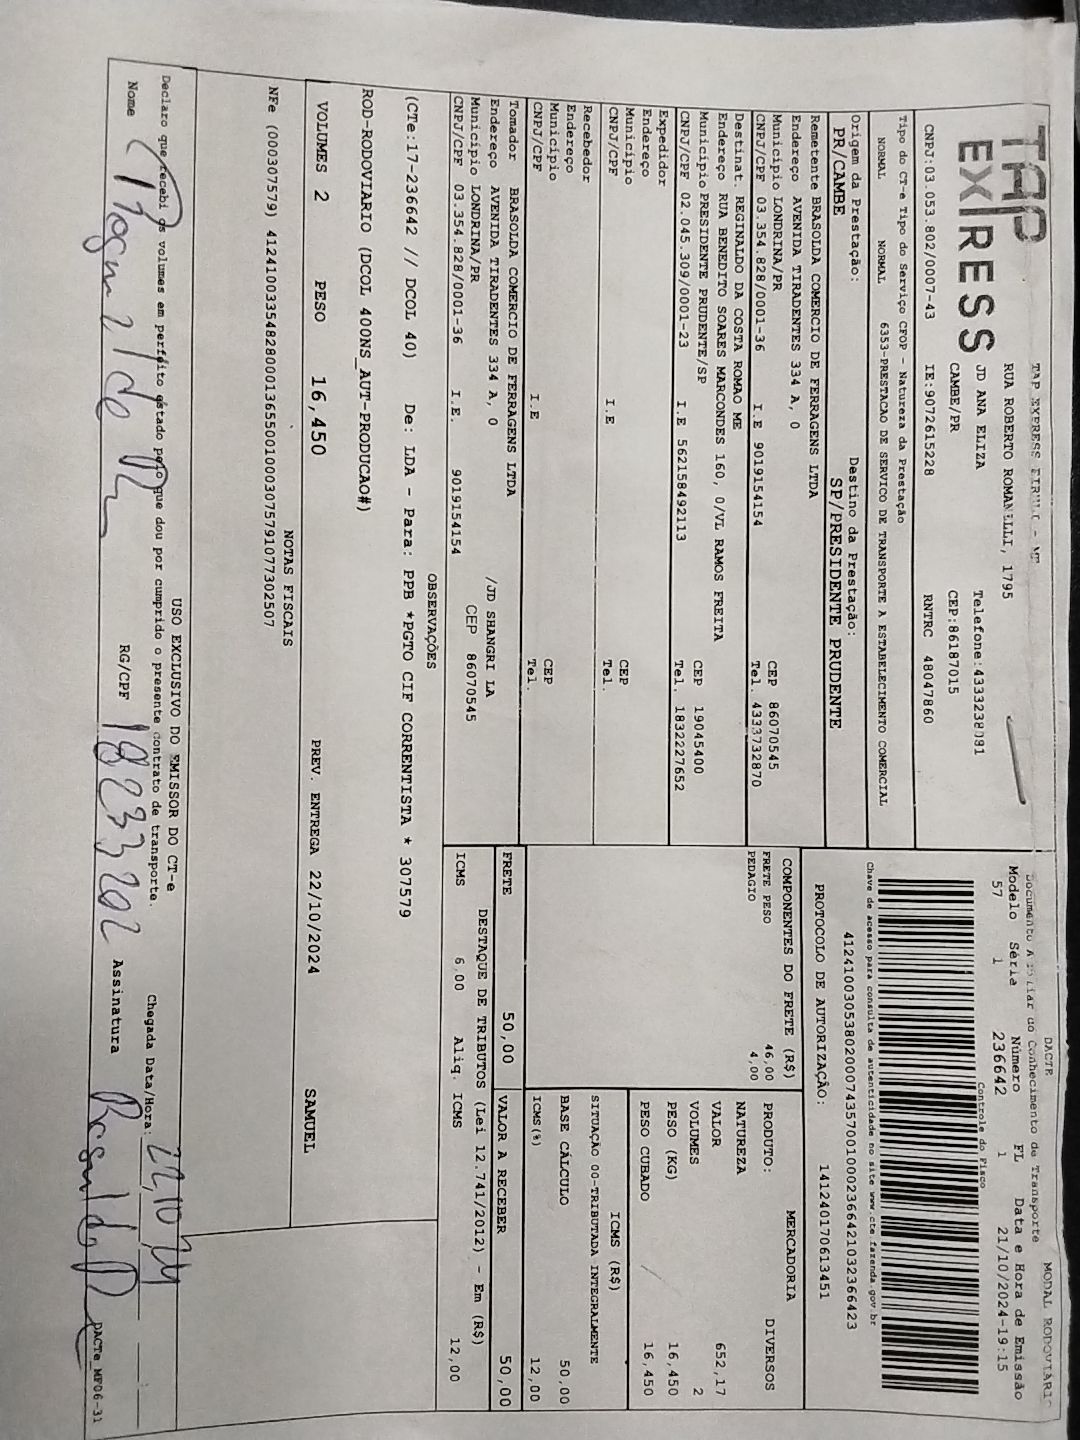 TAP
EXPRESS
TAP EXPRESS EIRELI - MT
RUA ROBERTO ROMANELLI, 1795
JD ANA ELIZA Telefone:4333238081
CAMBE/PR CEP:86187015
CNPJ:03.053.802/0007-43 IE:9072615228 RNTRC 48047860
DACTE MODAL RODOVIÁRIO
Documento Auxiliar do Conhecimento de Transporte
Modelo Série Número FL Data e Hora de Emissão
57 1 236642 1 21/10/2024-19:15
Controle do Fisco
Chave de acesso para consulta de autenticidade no site www.cte.fazenda.gov.br
PROTOCOLO DE AUTORIZAÇÃO: 141240170613451
Tipo do CT-e Tipo do Serviço CFOP - Natureza da Prestação
NORMAL NORMAL 6353-PRESTACAO DE SERVICO DE TRANSPORTE A ESTABELECIMENTO COMERCIAL
Origem da Prestação: Destino da Prestação:
PR/CAMBE SP/PRESIDENTE PRUDENTE
Remetente BRASOLDA COMERCIO DE FERRAGENS LTDA
Endereço AVENIDA TIRADENTES 334 A, 0
Município LONDRINA/PR CEP 86070545
CNPJ/CPF 03.354.828/0001-36 I.E 9019154154 Tel. 4333732870
Destinat. REGINALDO DA COSTA ROMAO ME
Endereço RUA BENEDITO SOARES MARCONDES 160, 0/VL RAMOS FREITA
Município PRESIDENTE PRUDENTE/SP CEP 19045400
CNPJ/CPF 02.045.309/0001-23 I.E 562158492113 Tel. 1832227652
Expedidor
Endereço
Município CEP
CNPJ/CPF I.E Tel.
Recebedor
Endereço
Município CEP
CNPJ/CPF I.E Tel.
Tomador BRASOLDA COMERCIO DE FERRAGENS LTDA
Endereço AVENIDA TIRADENTES 334 A, 0 /JD SHANGRI LA
Município LONDRINA/PR CEP 86070545
CNPJ/CPF 03.354.828/0001-36 I.E. 9019154154
COMPONENTES DO FRETE (R$)
FRETE PESO 46,00
PEDAGIO 4,00
MERCADORIA
PRODUTO: DIVERSOS
NATUREZA
VALOR 652,17
VOLUMES 2
PESO (KG) 16,450
PESO CUBADO 16,450
ICMS (R$)
SITUAÇÃO 00-TRIBUTADA INTEGRALMENTE
BASE CÁLCULO 50,00
ICMS(%) 12,00
FRETE 50,00 VALOR A RECEBER 50,00
DESTAQUE DE TRIBUTOS (Lei 12.741/2012) - Em (R$)
ICMS 6,00 Aliq. ICMS 12,00
OBSERVAÇÕES
(CTe:17-236642 // DCOL 40) De: LDA - Para: PPB *PGTO CIF CORRENTISTA * 307579
ROD-RODOVIARIO (DCOL 400NS_AUT-PRODUCAO#)
VOLUMES 2 PESO 16,450 PREV. ENTREGA 22/10/2024 SAMUEL
NOTAS FISCAIS
NFe (000307579) 41241003354828000136550010003075791077302507
USO EXCLUSIVO DO EMISSOR DO CT-e
Declaro que recebi os volumes em perfeito estado pelo que dou por cumprido o presente contrato de transporte.
Chegada Data/Hora: 22,10,24
Nome RG/CPF 18233202 Assinatura
DACTe_MF06-31